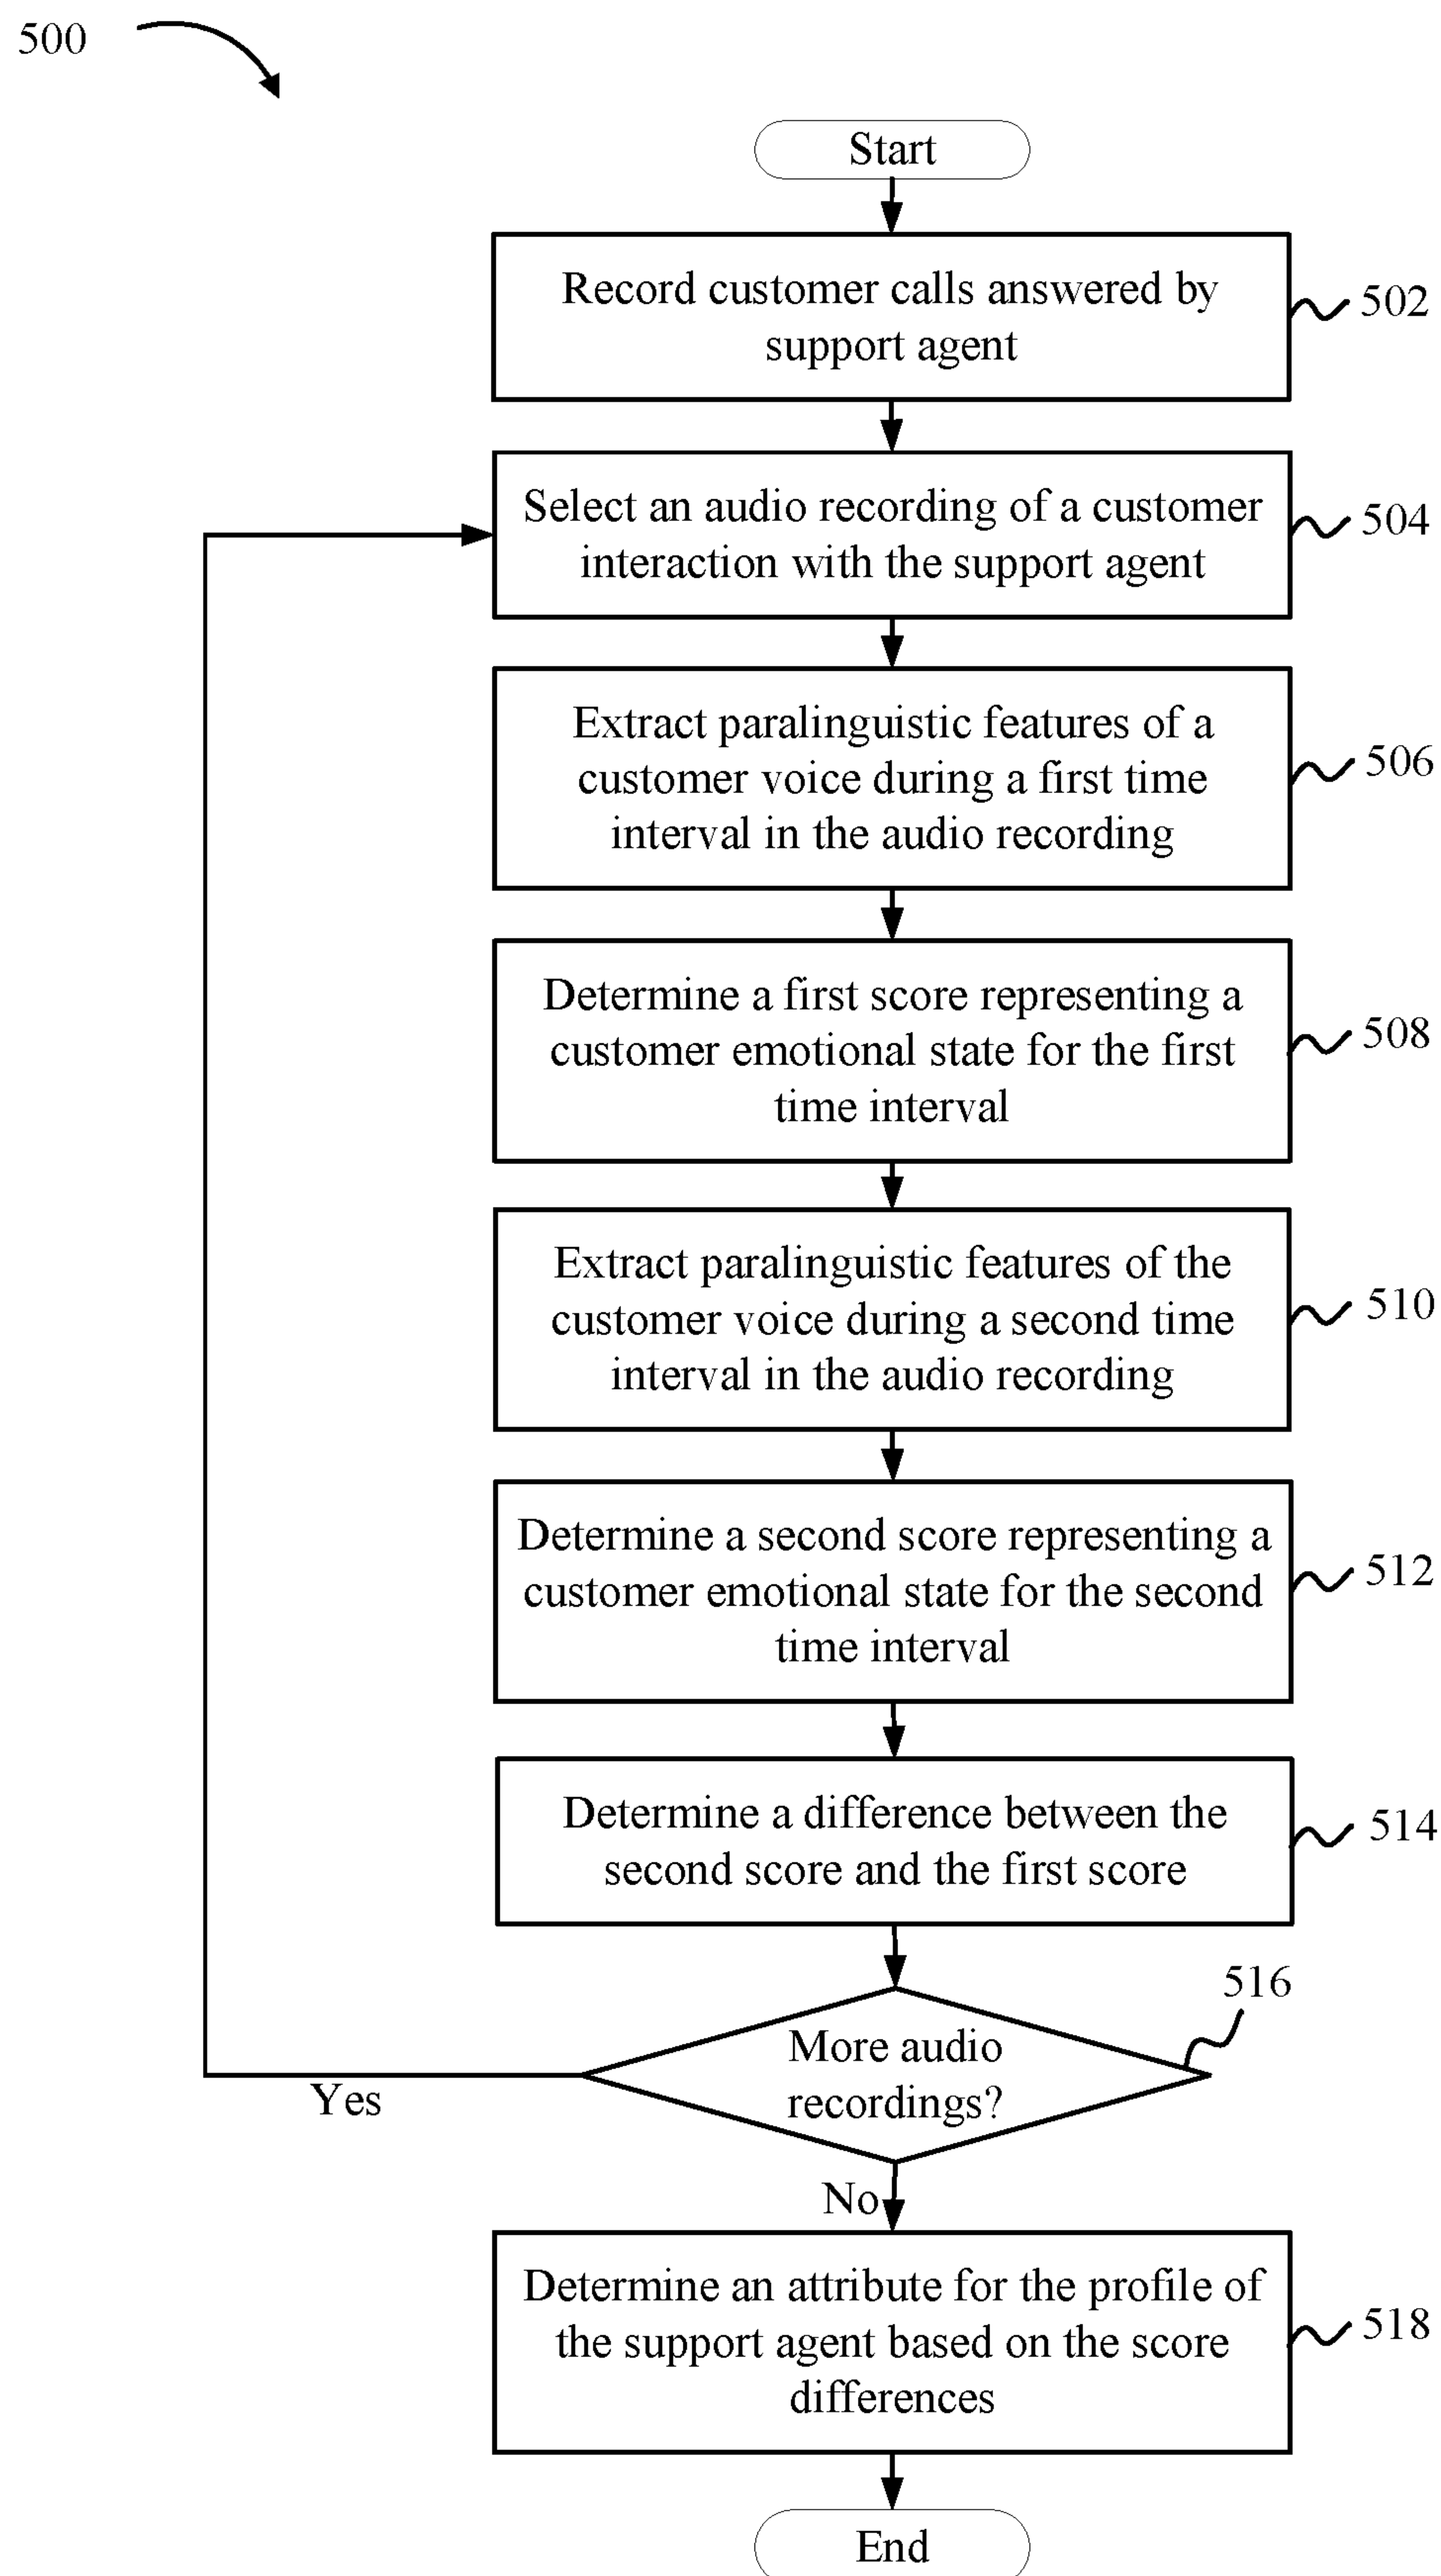 500
Start
Record customer calls answered by
support agent
502
Select an audio recording of a customer
interaction with the support agent
504
Extract paralinguistic features of a
customer voice during a first time
interval in the audio recording
506
Determine a first score representing a
customer emotional state for the first
time interval
508
Extract paralinguistic features of the
customer voice during a second time
interval in the audio recording
510
Determine a second score representing a
customer emotional state for the second
time interval
512
Determine a difference between the
second score and the first score
514
516
More audio
recordings?
Yes
No
Determine an attribute for the profile of
the support agent based on the score
differences
518
End